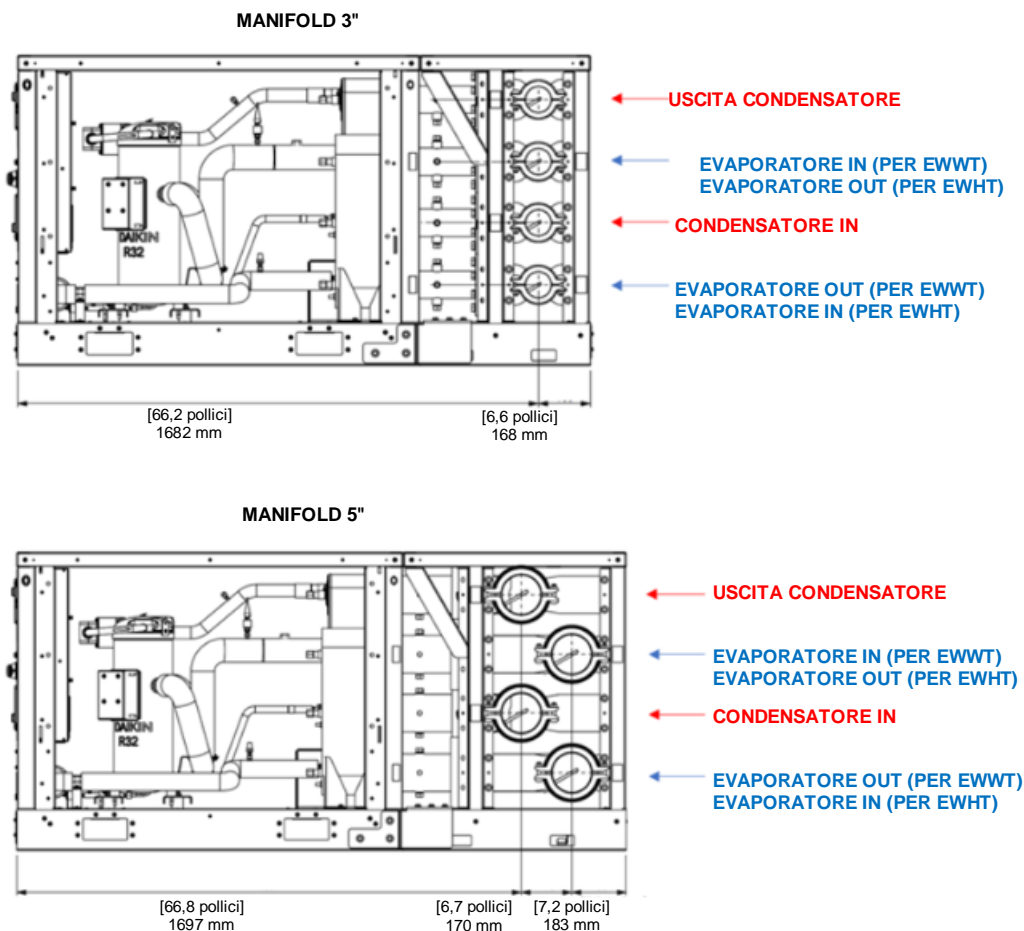 MANIFOLD 3"
USCITA CONDENSATORE
EVAPORATORE IN (PER EWWT)
EVAPORATORE OUT (PER EWHT)
CONDENSATORE IN
EVAPORATORE OUT (PER EWWT)
EVAPORATORE IN (PER EWHT)
DAIKIN
R32
[66,2 pollici]
1682 mm
[6,6 pollici]
168 mm
MANIFOLD 5"
USCITA CONDENSATORE
EVAPORATORE IN (PER EWWT)
EVAPORATORE OUT (PER EWHT)
CONDENSATORE IN
EVAPORATORE OUT (PER EWWT)
EVAPORATORE IN (PER EWHT)
DAIKIN
R32
[66,8 pollici]
1697 mm
[6,7 pollici]
170 mm
[7,2 pollici]
183 mm